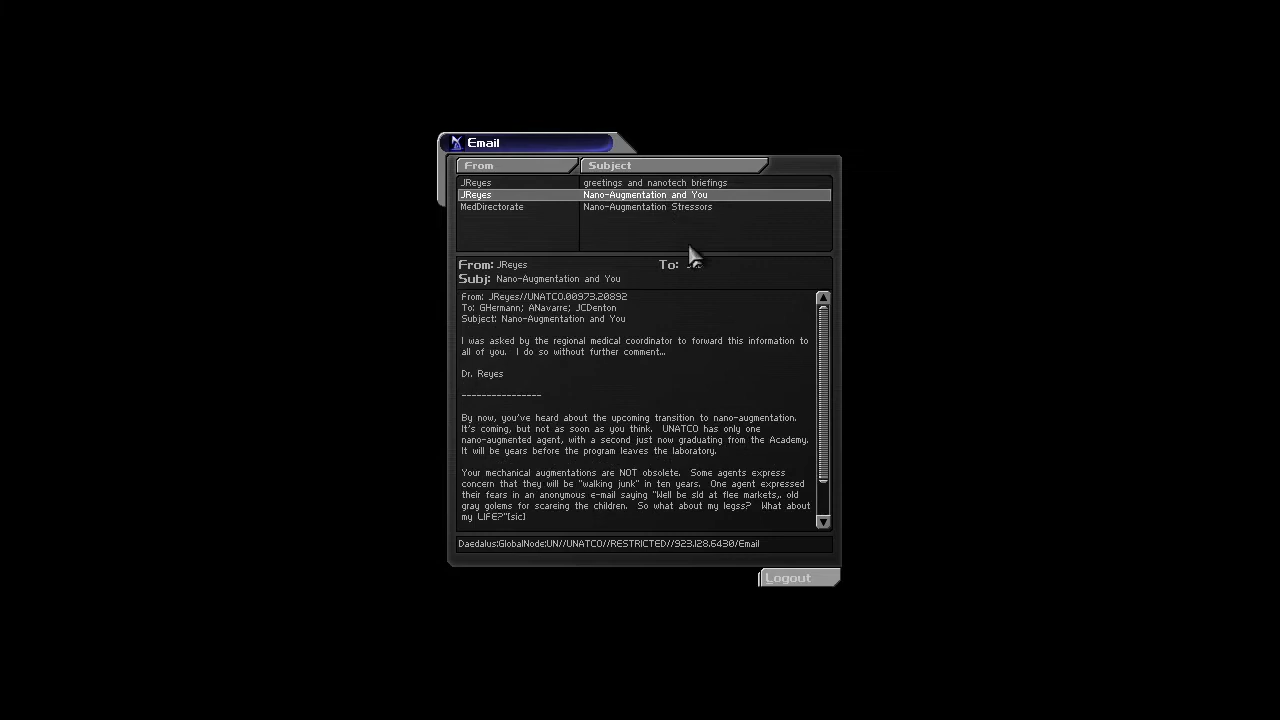 Email
From Subject
JReyes greetings and nanotech briefings
JReyes Nano-Augmentation and You
MedDirectorate Nano-Augmentation Stressors
From: JReyes To:
Subj: Nano-Augmentation and You
From: JReyes//UNATCO.00973.20892
To: GHermann; ANavarre; JCDenton
Subject: Nano-Augmentation and You
I was asked by the regional medical coordinator to forward this information to
all of you. I do so without further comment...
Dr. Reyes
----------------
By now, you've heard about the upcoming transition to nano-augmentation.
It's coming, but not as soon as you think. UNATCO has only one
nano-augmented agent, with a second just now graduating from the Academy.
It will be years before the program leaves the laboratory.
Your mechanical augmentations are NOT obsolete. Some agents express
concern that they will be "walking junk" in ten years. One agent expressed
their fears in an anonymous e-mail saying "Well be sld at flee markets,. old
gray golems for scareing the children. So what about my legss? What about
my LIFE?"[sic]
Daedalus:GlobalNode:UN//UNATCO//RESTRICTED//923.128.6430/Email
Logout